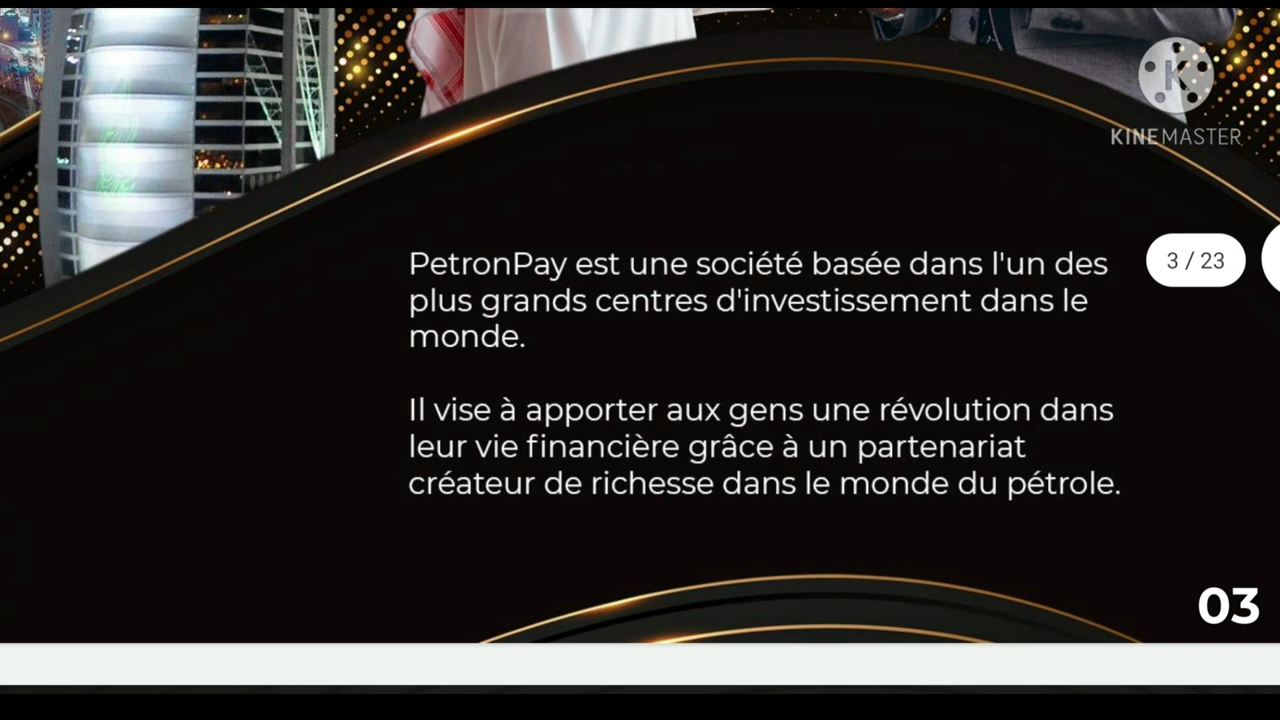 KINEMASTER
PetronPay est une société basée dans l'un des
plus grands centres d'investissement dans le
monde.
3 / 23
Il vise à apporter aux gens une révolution dans
leur vie financière grâce à un partenariat
créateur de richesse dans le monde du pétrole.
03